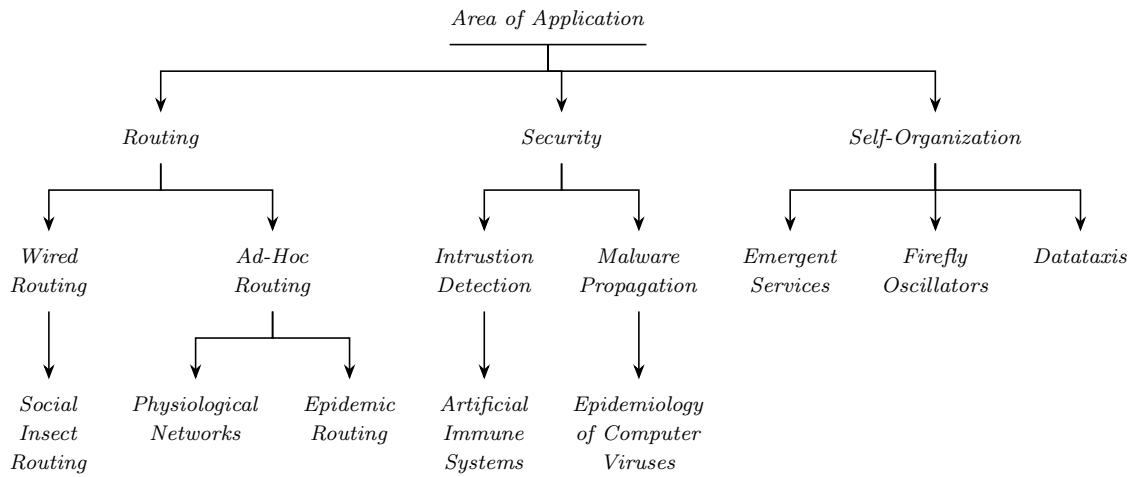 Area of Application
Routing
Security
Self-Organization
Wired
Routing
Ad-Hoc
Routing
Intrustion
Detection
Malware
Propagation
Emergent
Services
Firefly
Oscillators
Datataxis
Social
Insect
Routing
Physiological
Networks
Epidemic
Routing
Artificial
Immune
Systems
Epidemiology
of Computer
Viruses